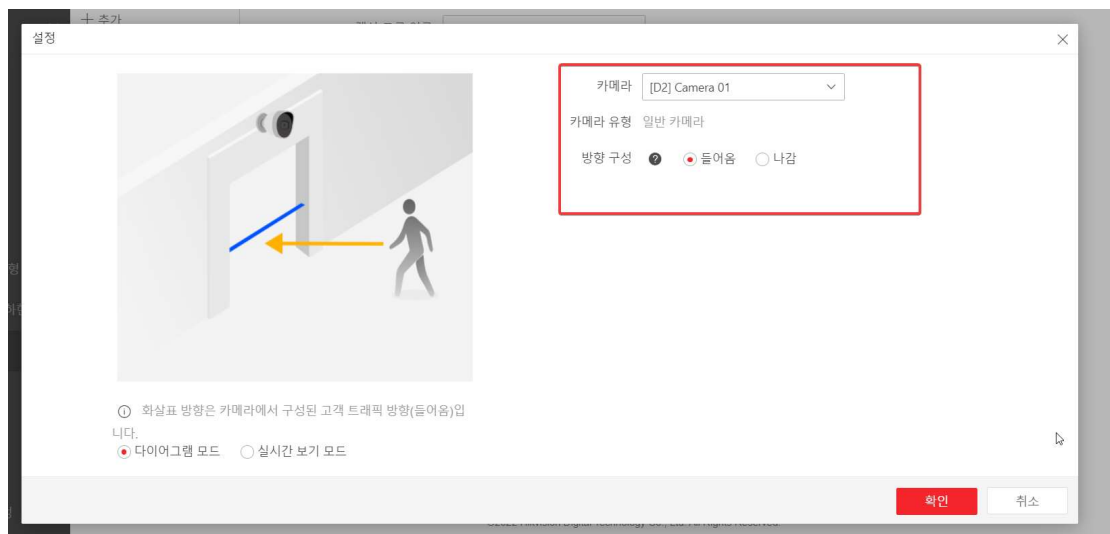 추가
설정
카메라
[D2] Camera 01
카메라 유형
일반 카메라
방향 구성
들어옴
나감
화살표 방향은 카메라에서 구성된 고객 트래픽 방향(들어옴)입
니다.
다이어그램 모드
실시간 보기 모드
확인
취소